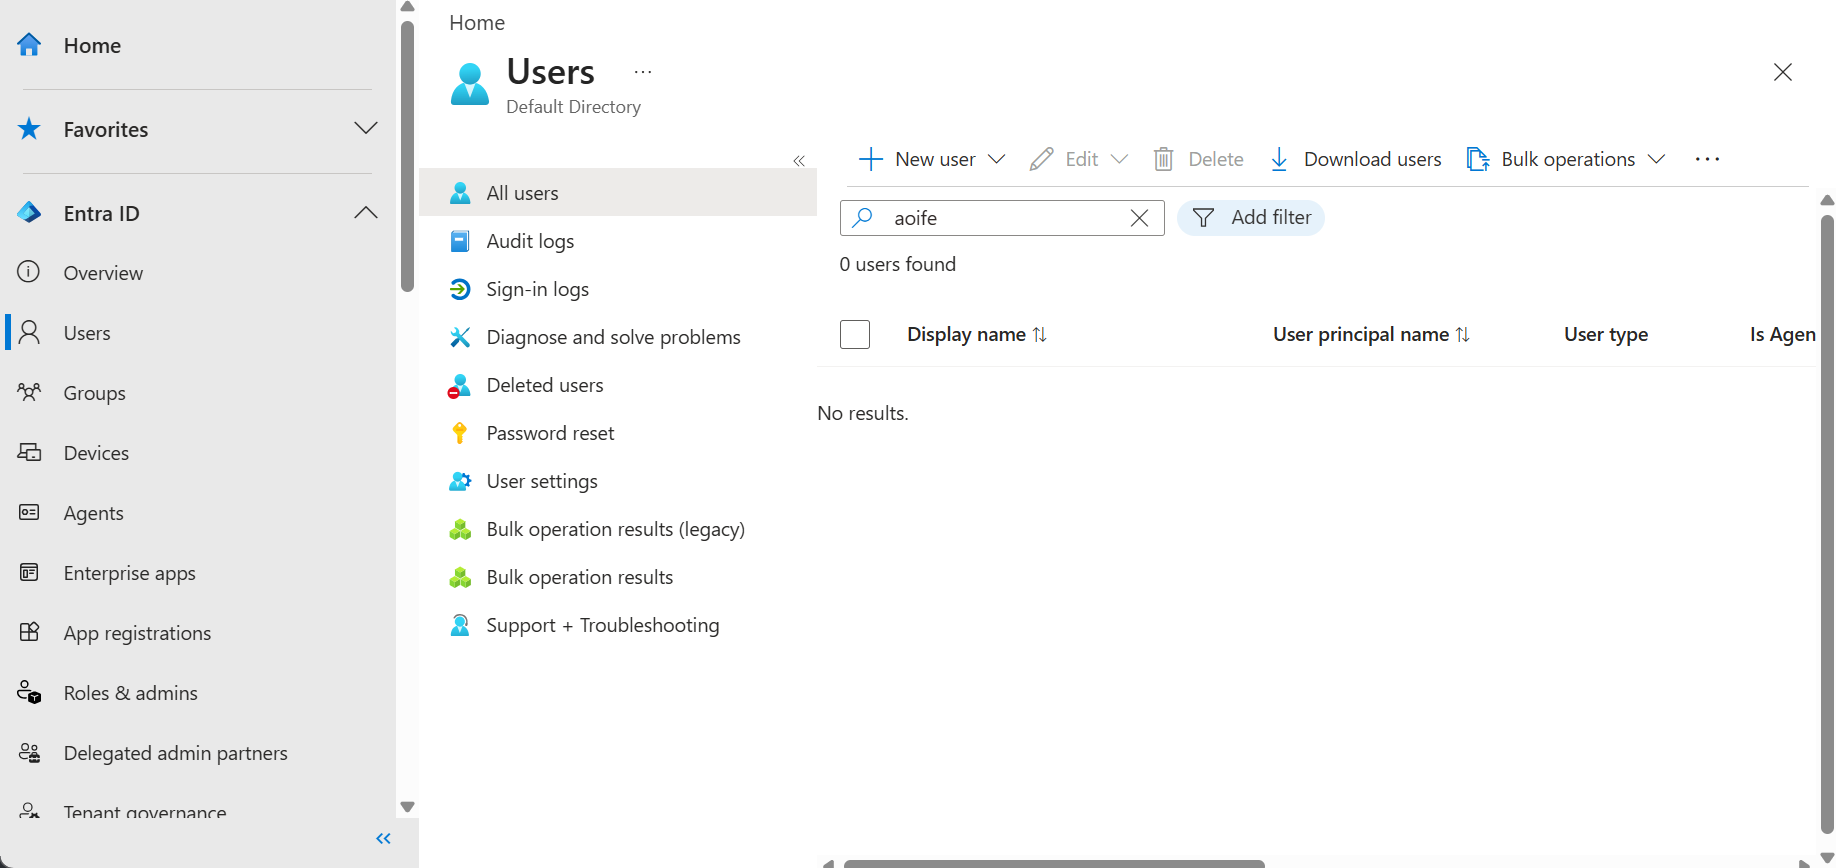 Home
Favorites
Entra ID
Overview
Users
Groups
Devices
Agents
Enterprise apps
App registrations
Roles & admins
Delegated admin partners
Tenant governance
Home
Users
Default Directory
All users
Audit logs
Sign-in logs
Diagnose and solve problems
Deleted users
Password reset
User settings
Bulk operation results (legacy)
Bulk operation results
Support + Troubleshooting
New user Edit Delete Download users Bulk operations
aoife Add filter
0 users found
Display name User principal name User type Is Agen
No results.